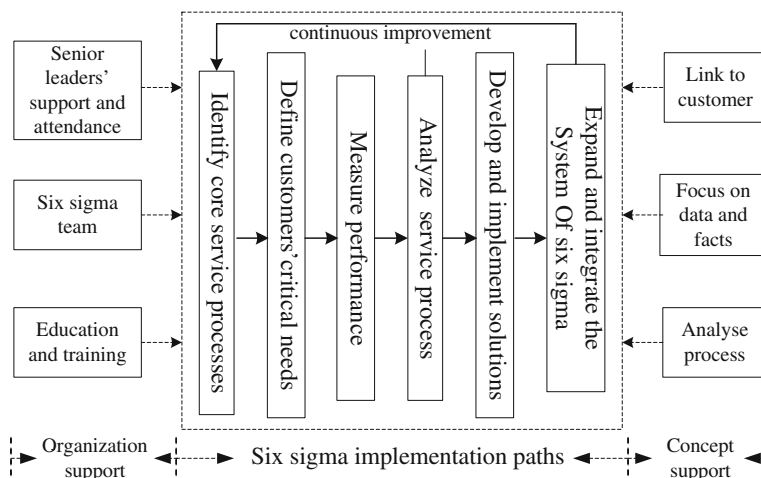 continuous improvement
Senior
leaders'
support and
attendance
Six sigma
team
Education
and training
Identify core service processes
Define customers' critical needs
Measure performance
Analyze service process
Develop and implement solutions
Expand and integrate the
System Of six sigma
Link to
customer
Focus on
data and
facts
Analyse
process
Organization
support
Six sigma implementation paths
Concept
support